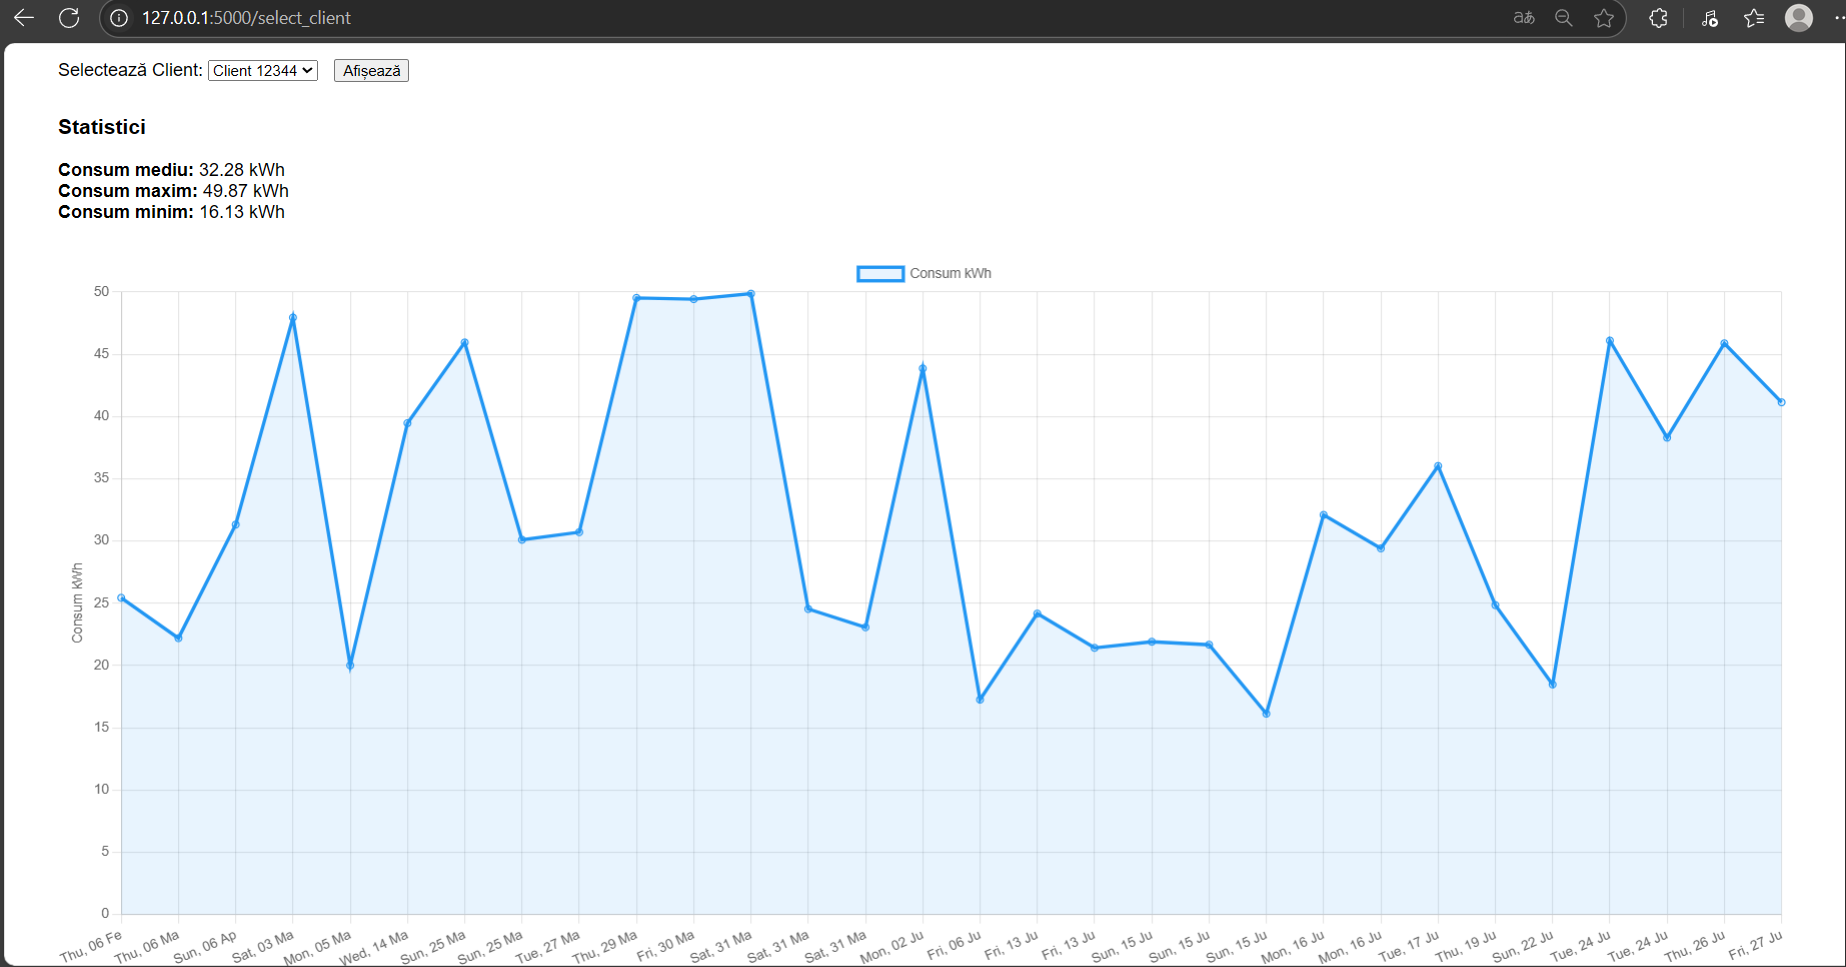 127.0.0.1:5000/select_client
Selectează Client: Client 12344 Afișează
Statistici
Consum mediu: 32.28 kWh
Consum maxim: 49.87 kWh
Consum minim: 16.13 kWh
Consum kWh
50
45
40
35
30
25
20
15
10
5
0
Consum kWh
Thu, 06 Fe
Thu, 06 Ma
Sun, 06 Ap
Sat, 03 Ma
Mon, 05 Ma
Wed, 14 Ma
Sun, 25 Ma
Sun, 25 Ma
Tue, 27 Ma
Thu, 29 Ma
Fri, 30 Ma
Sat, 31 Ma
Sat, 31 Ma
Sat, 31 Ma
Mon, 02 Ju
Fri, 06 Ju
Fri, 13 Ju
Fri, 13 Ju
Sun, 15 Ju
Sun, 15 Ju
Sun, 15 Ju
Mon, 16 Ju
Mon, 16 Ju
Tue, 17 Ju
Thu, 19 Ju
Sun, 22 Ju
Tue, 24 Ju
Tue, 24 Ju
Thu, 26 Ju
Fri, 27 Ju